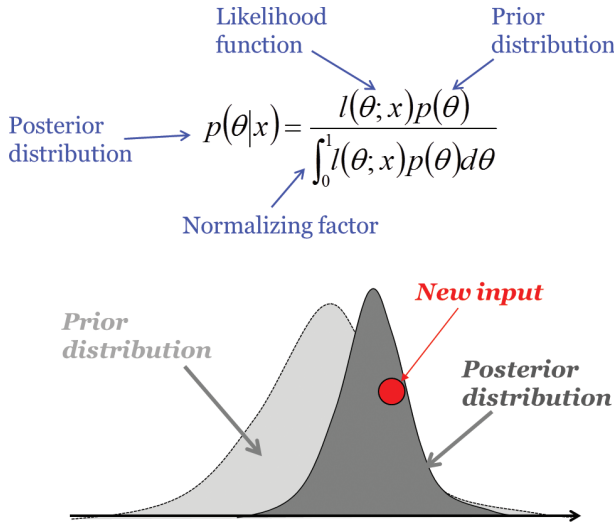 Likelihood
function
Prior
distribution
Posterior
distribution
p(θ|x) = l(θ; x)p(θ) / ∫₀¹ l(θ; x)p(θ)dθ
Normalizing factor
New input
Prior
distribution
Posterior
distribution